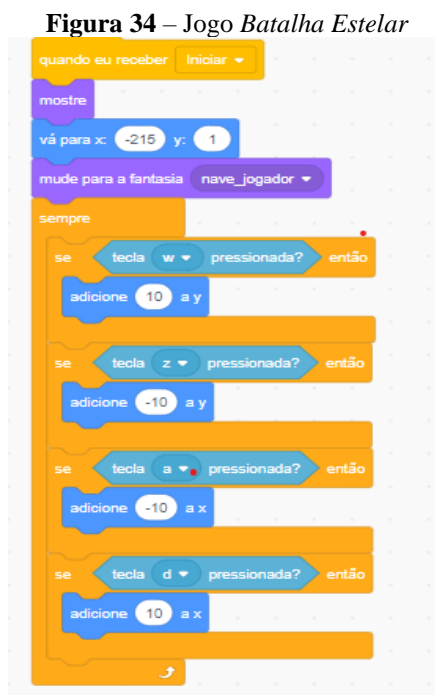 Figura 34 – Jogo Batalha Estelar
quando eu receber Iniciar
mostre
vá para x: -215 y: 1
mude para a fantasia nave_jogador
sempre
se tecla w pressionada? então
adicione 10 a y
se tecla z pressionada? então
adicione -10 a y
se tecla a pressionada? então
adicione -10 a x
se tecla d pressionada? então
adicione 10 a x